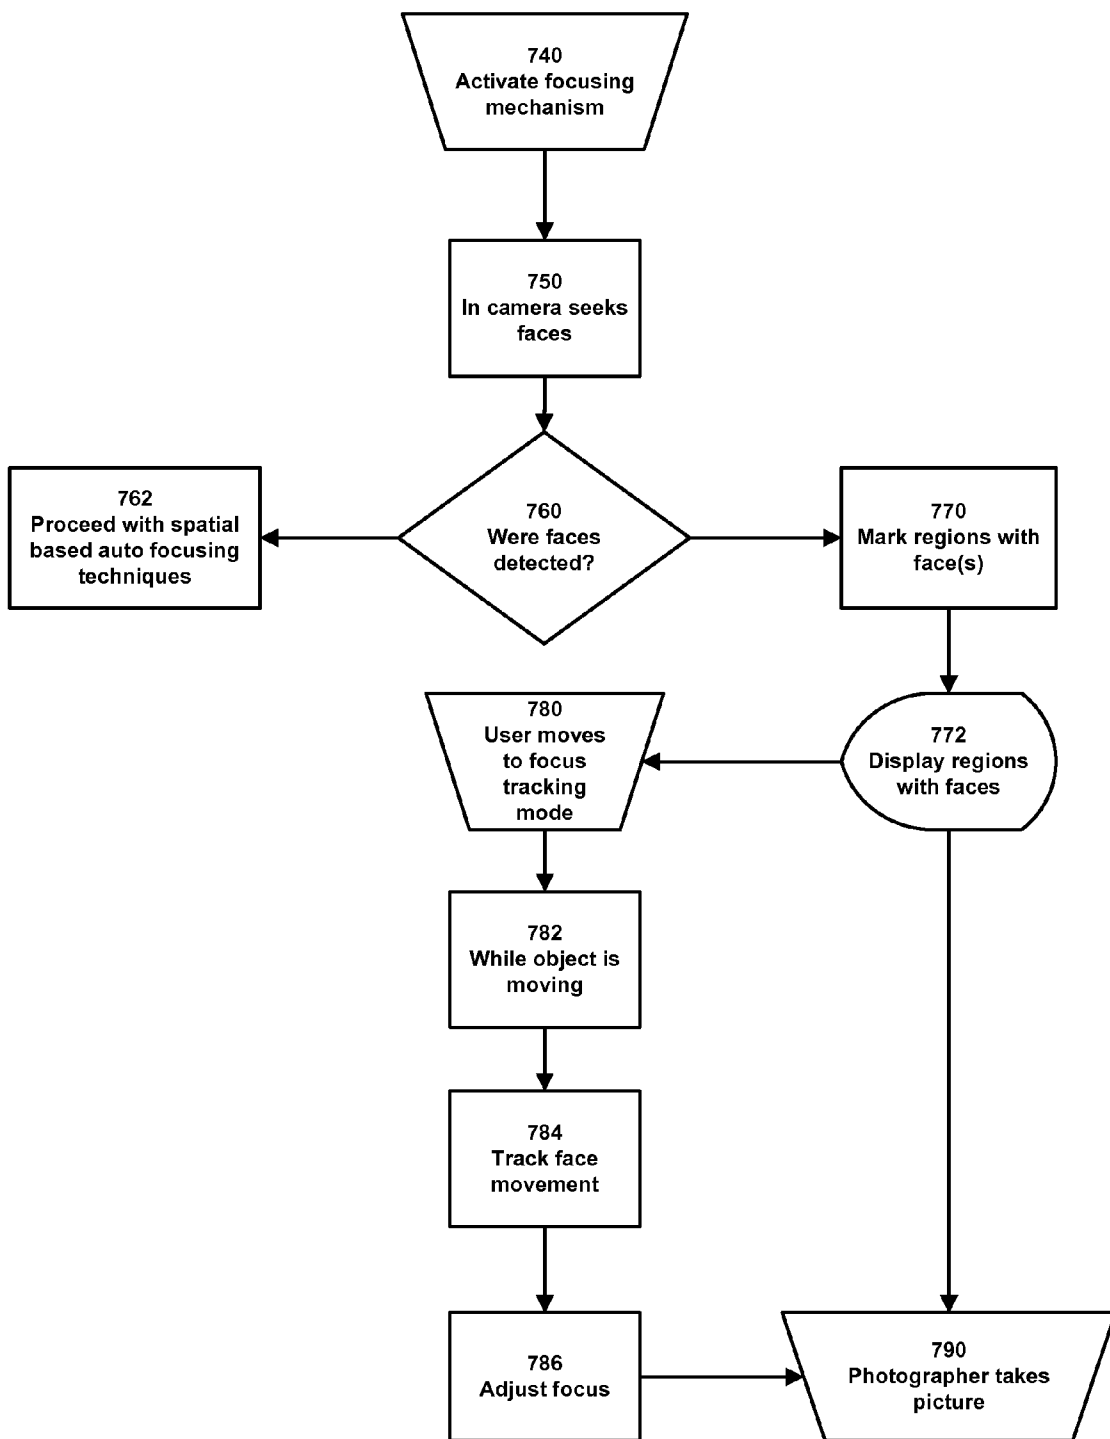 740
Activate focusing
mechanism
750
In camera seeks
faces
762
Proceed with spatial
based auto focusing
techniques
760
Were faces
detected?
770
Mark regions with
face(s)
780
User moves
to focus
tracking
mode
772
Display regions
with faces
782
While object is
moving
784
Track face
movement
786
Adjust focus
790
Photographer takes
picture